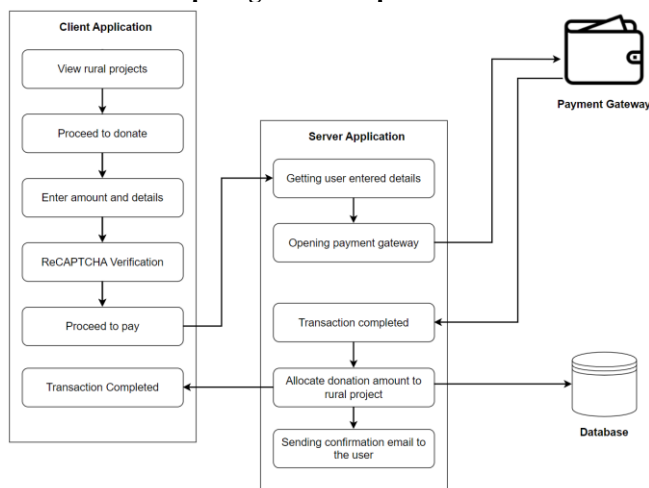 Client Application
View rural projects
Proceed to donate
Enter amount and details
ReCAPTCHA Verification
Proceed to pay
Transaction Completed
Server Application
Getting user entered details
Opening payment gateway
Transaction completed
Allocate donation amount to
rural project
Sending confirmation email to
the user
Payment Gateway
Database